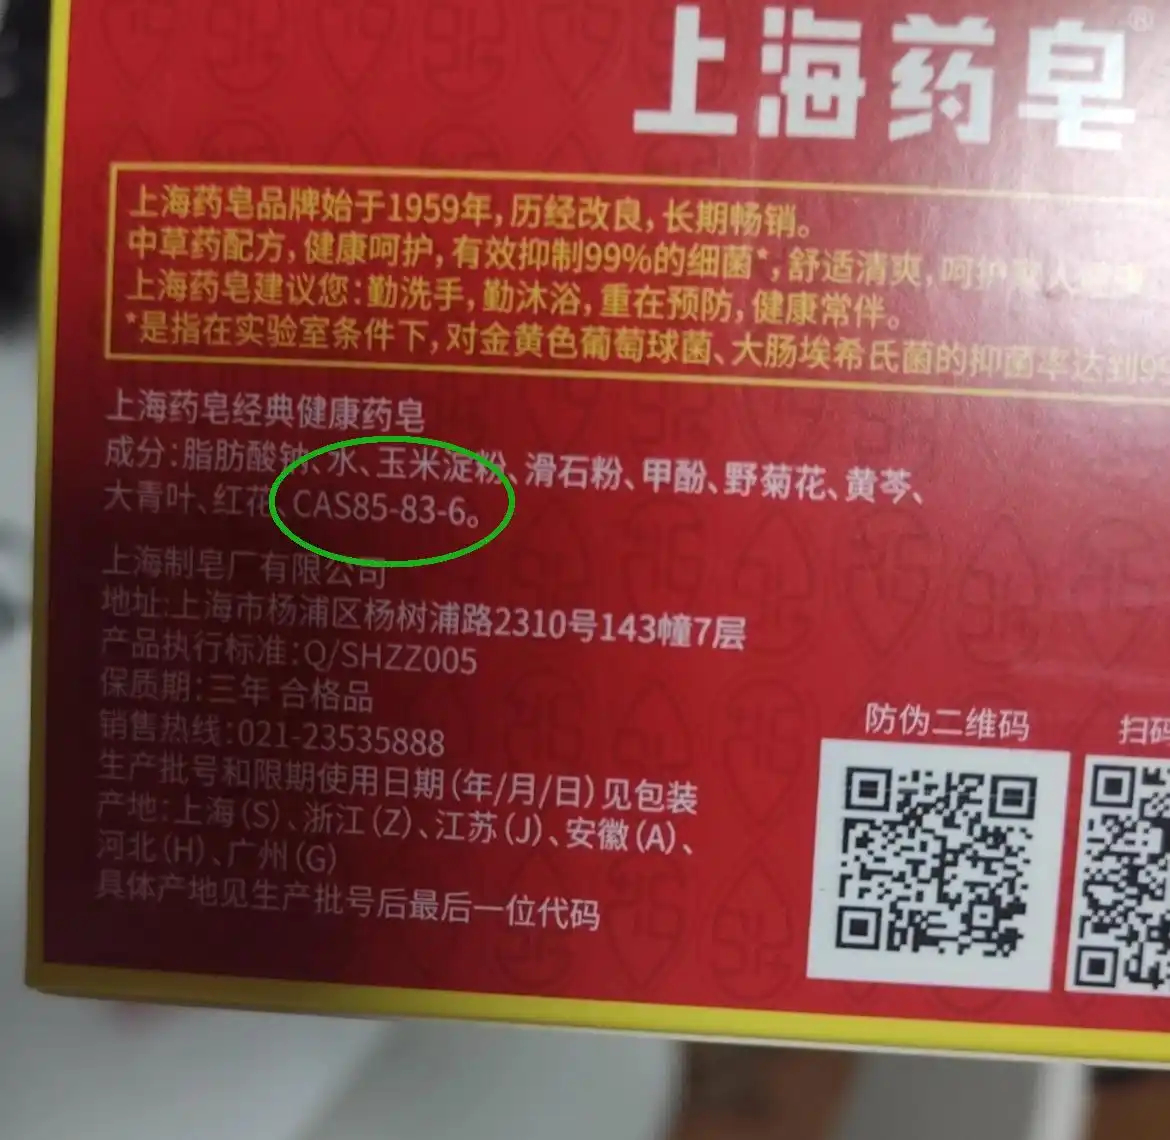 上海药皂®
上海药皂品牌始于1959年,历经改良,长期畅销。
中草药配方,健康呵护,有效抑制99%的细菌*,舒适清爽,呵护家人健康
上海药皂建议您:勤洗手,勤沐浴,重在预防,健康常伴。
*是指在实验室条件下,对金黄色葡萄球菌、大肠埃希氏菌的抑菌率达到99
上海药皂经典健康药皂
成分:脂肪酸钠、水、玉米淀粉、滑石粉、甲酚、野菊花、黄芩、
大青叶、红花、CAS85-83-6。
上海制皂厂有限公司
地址:上海市杨浦区杨树浦路2310号143幢7层
产品执行标准:Q/SHZZ005
保质期:三年 合格品
销售热线:021-23535888
生产批号和限期使用日期(年/月/日)见包装
产地:上海(S)、浙江(Z)、江苏(J)、安徽(A)、
河北(H)、广州(G)
具体产地见生产批号后最后一位代码
防伪二维码
扫码